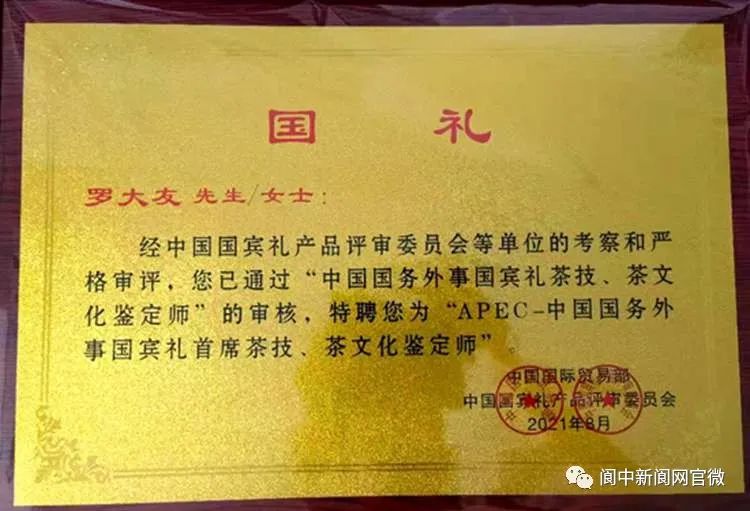 国 礼
罗大友 先生/女士：
经中国国宾礼产品评审委员会等单位的考察和严
格审评，您已通过“中国国务外事国宾礼茶技、茶文
化鉴定师”的审核，特聘您为“APEC-中国国务外
事国宾礼首席茶技、茶文化鉴定师”。
中国国际贸易部
中国国宾礼产品评审委员会
2021年8月
阆中新闻网官微